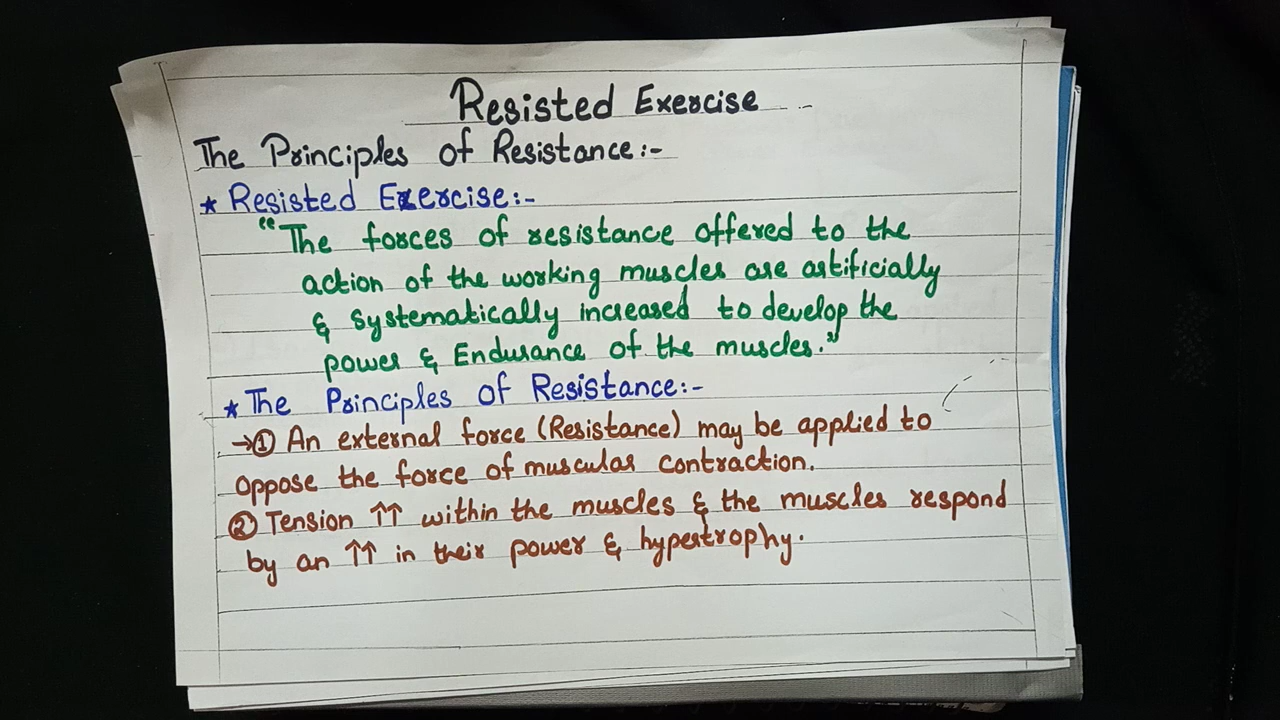 Resisted Exercise
The Principles of Resistance:-
* Resisted Exercise:-
"The forces of resistance offered to the
action of the working muscles are artificially
& Systematically increased to develop the
power & Endurance of the muscles."
* The Principles of Resistance:-
→① An external force (Resistance) may be applied to
oppose the force of muscular contraction.
② Tension ↑↑ within the muscles & the muscles respond
by an ↑↑ in their power & hypertrophy.